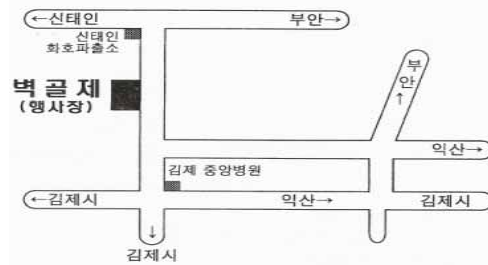 ←신태인 부안→
신태인
화호파출소
벽골제
(행사장)
부안
↑
익산→
김제 중앙병원
←김제시 익산→ 김제시
↓
김제시